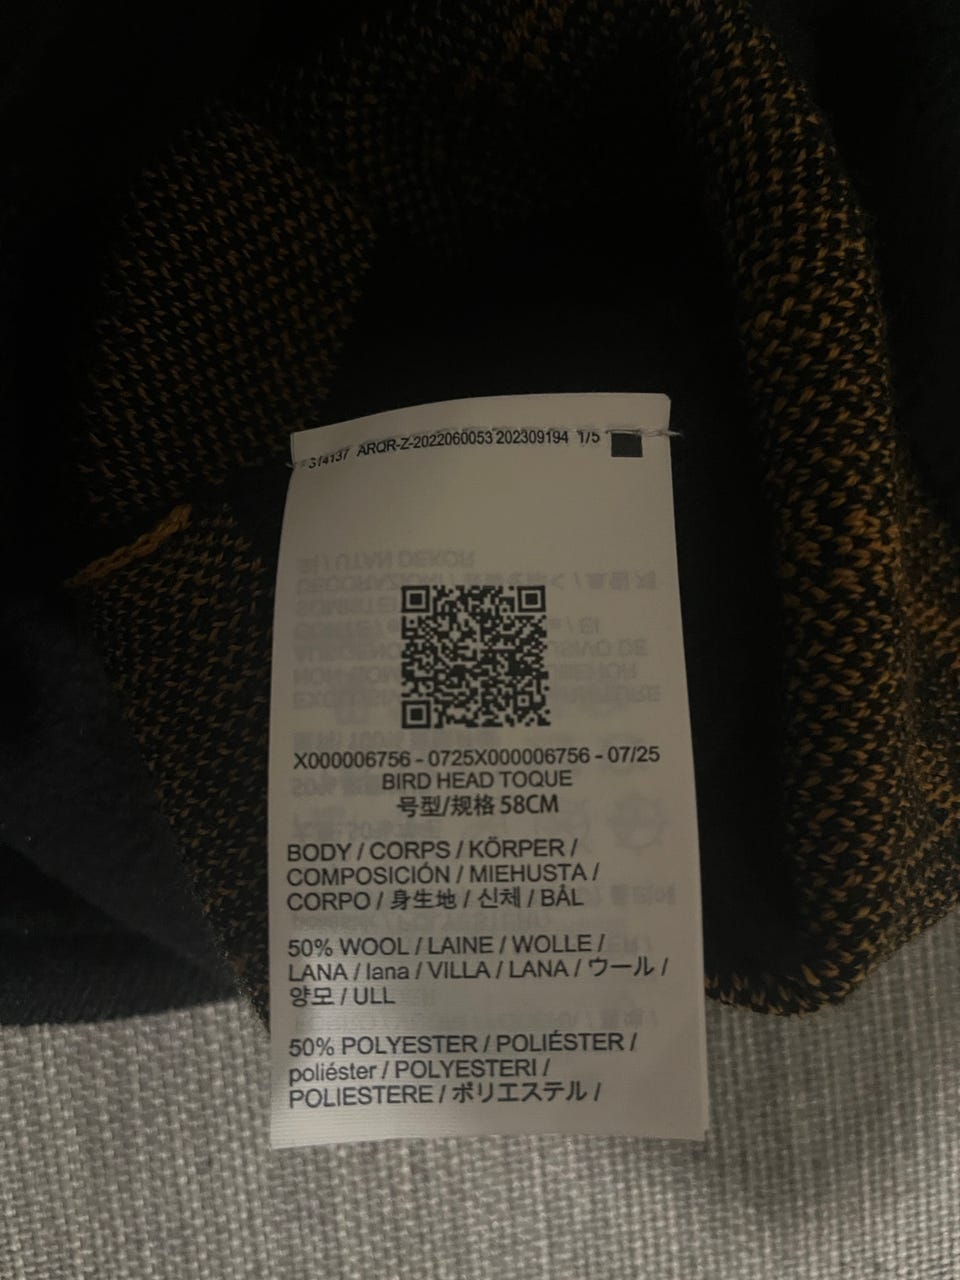 314137 ARQR-Z-2022060053 202309194 1/5
X000006756 - 0725X000006756 - 07/25
BIRD HEAD TOQUE
号型/规格 58CM
BODY / CORPS / KÖRPER /
COMPOSICIÓN / MIEHUSTA /
CORPO / 身生地 / 신체 / BÅL
50% WOOL / LAINE / WOLLE /
LANA / lana / VILLA / LANA / ウール /
양모 / ULL
50% POLYESTER / POLIÉSTER /
poliéster / POLYESTERI /
POLIESTERE / ポリエステル /